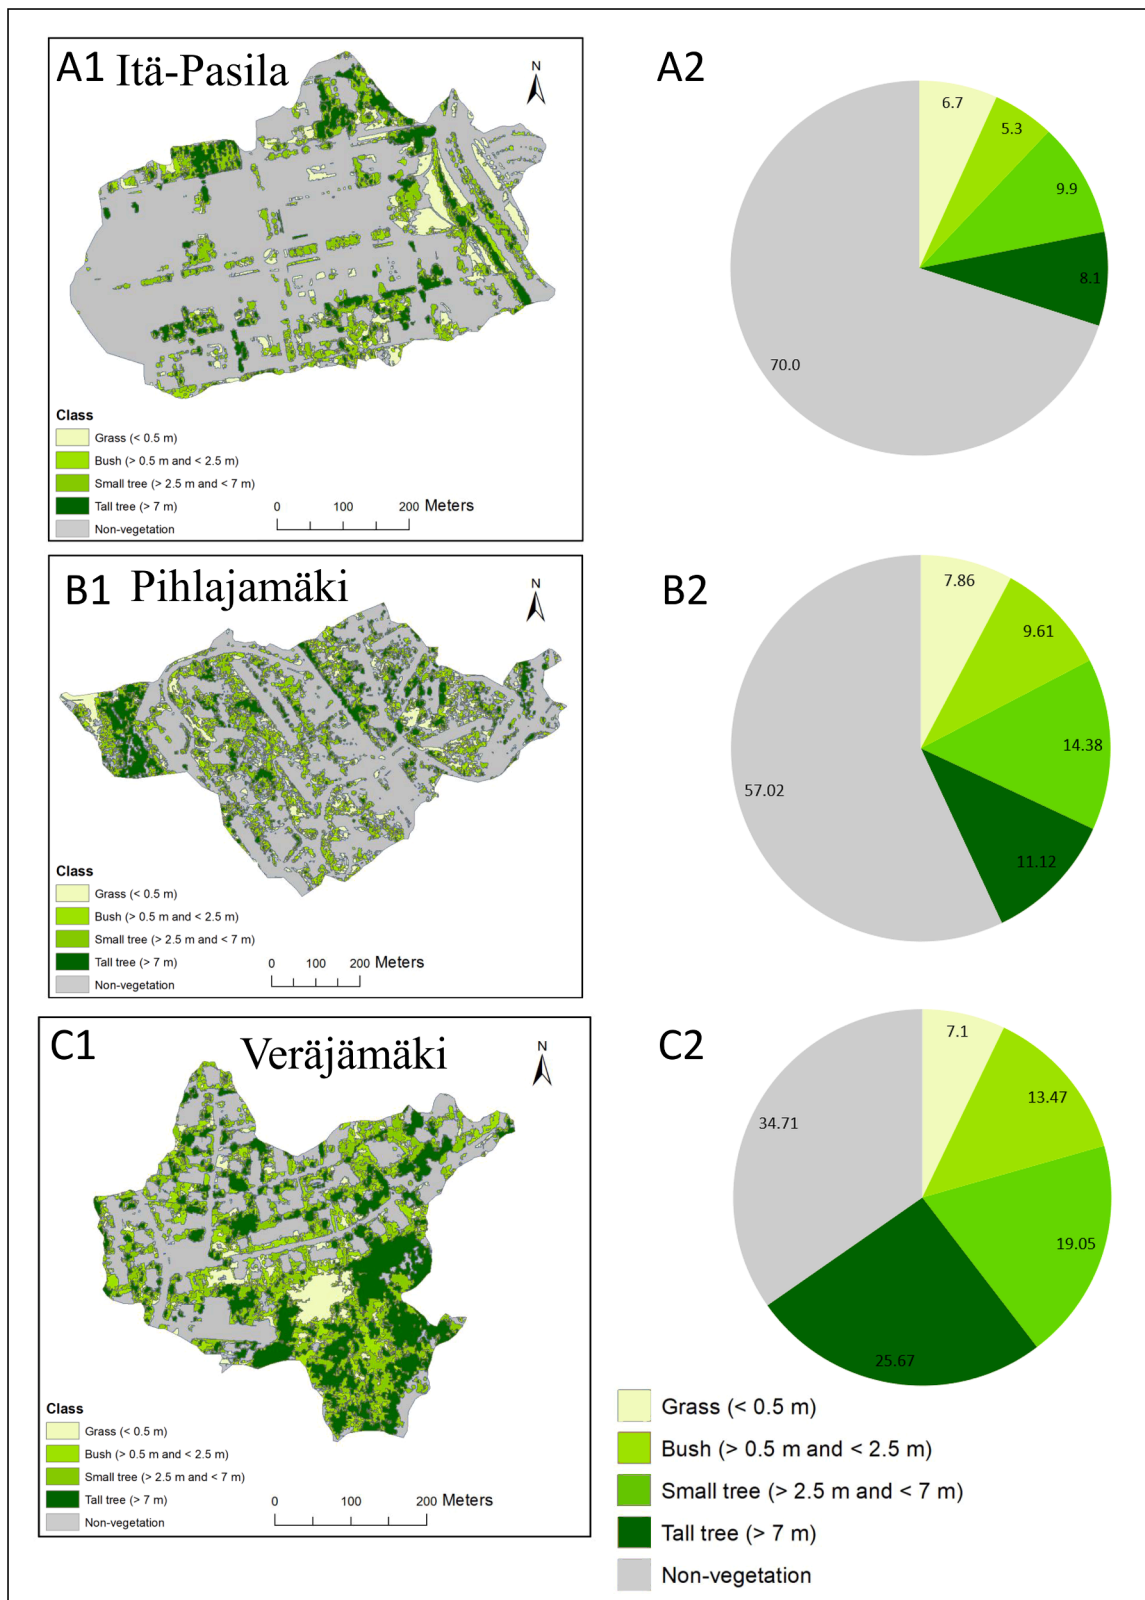 A1 Itä-Pasila
N
Class
Grass (< 0.5 m)
Bush (> 0.5 m and < 2.5 m)
Small tree (> 2.5 m and < 7 m)
Tall tree (> 7 m)
Non-vegetation
0 100 200 Meters
A2
6.7
5.3
9.9
8.1
70.0
B1 Pihlajamäki
N
Class
Grass (< 0.5 m)
Bush (> 0.5 m and < 2.5 m)
Small tree (> 2.5 m and < 7 m)
Tall tree (> 7 m)
Non-vegetation
0 100 200 Meters
B2
7.86
9.61
14.38
11.12
57.02
C1 Veräjämäki
N
Class
Grass (< 0.5 m)
Bush (> 0.5 m and < 2.5 m)
Small tree (> 2.5 m and < 7 m)
Tall tree (> 7 m)
Non-vegetation
0 100 200 Meters
C2
7.1
13.47
19.05
25.67
34.71
Grass (< 0.5 m)
Bush (> 0.5 m and < 2.5 m)
Small tree (> 2.5 m and < 7 m)
Tall tree (> 7 m)
Non-vegetation